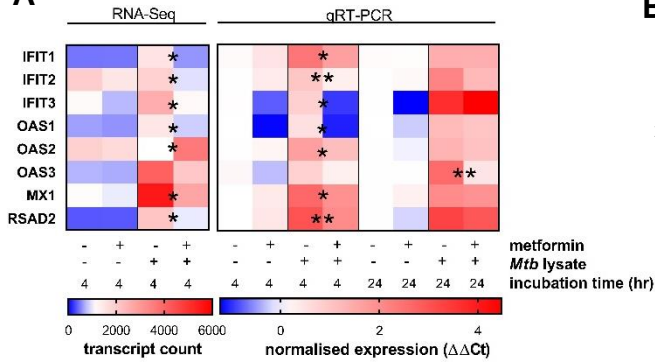 A
B
RNA-Seq
qRT-PCR
IFIT1 * *
IFIT2 * **
IFIT3 * *
OAS1 * *
OAS2 * *
OAS3 **
MX1 * *
RSAD2 * **
- + - + - + - + - + - + metformin
- - + + - - + + - - + + Mtb lysate
4 4 4 4 4 4 4 4 24 24 24 24 incubation time (hr)
0 2000 4000 6000 0 2 4
transcript count normalised expression (ΔΔCt)